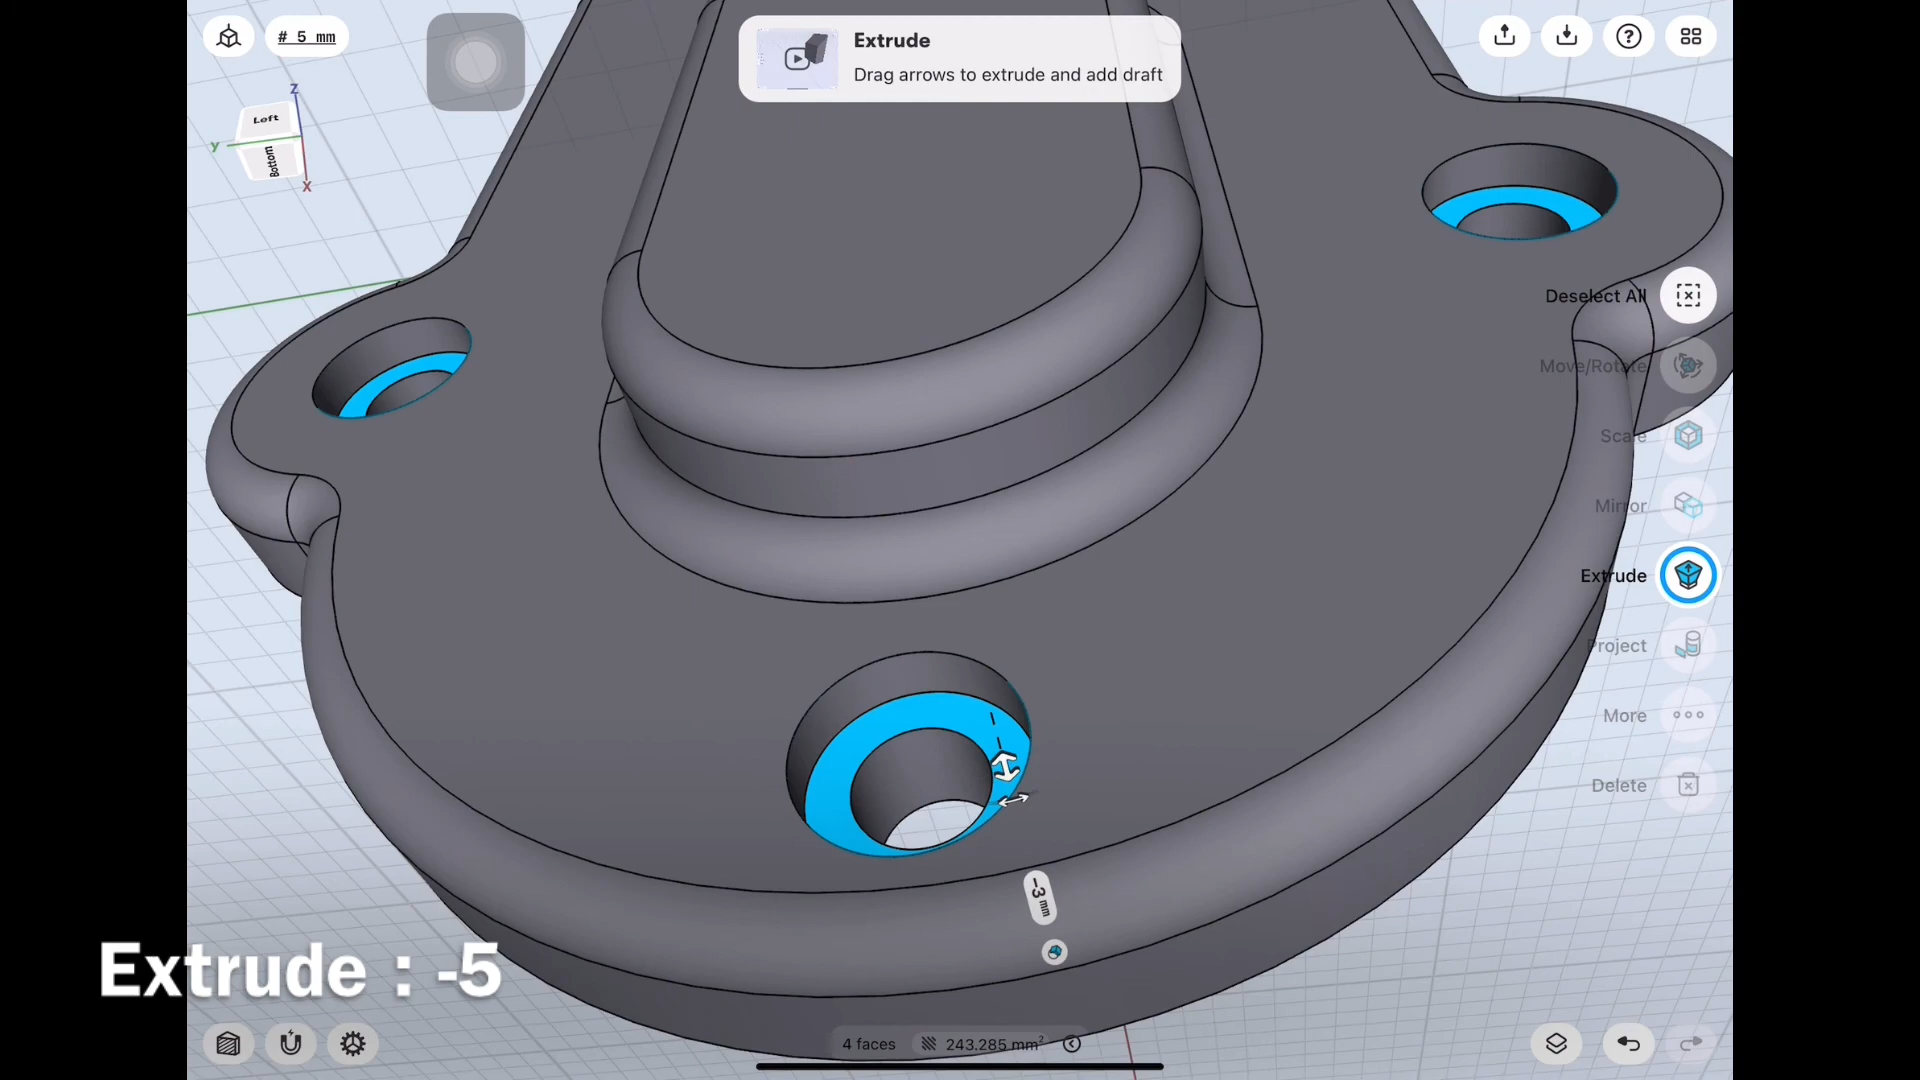 # 5 mm
Extrude
Drag arrows to extrude and add draft
Z
Left
y
Bottom
X
Deselect All
Move/Rotate
Scale
Mirror
Extrude
Project
More
Delete
-3 mm
Extrude : -5
4 faces
243.285 mm²